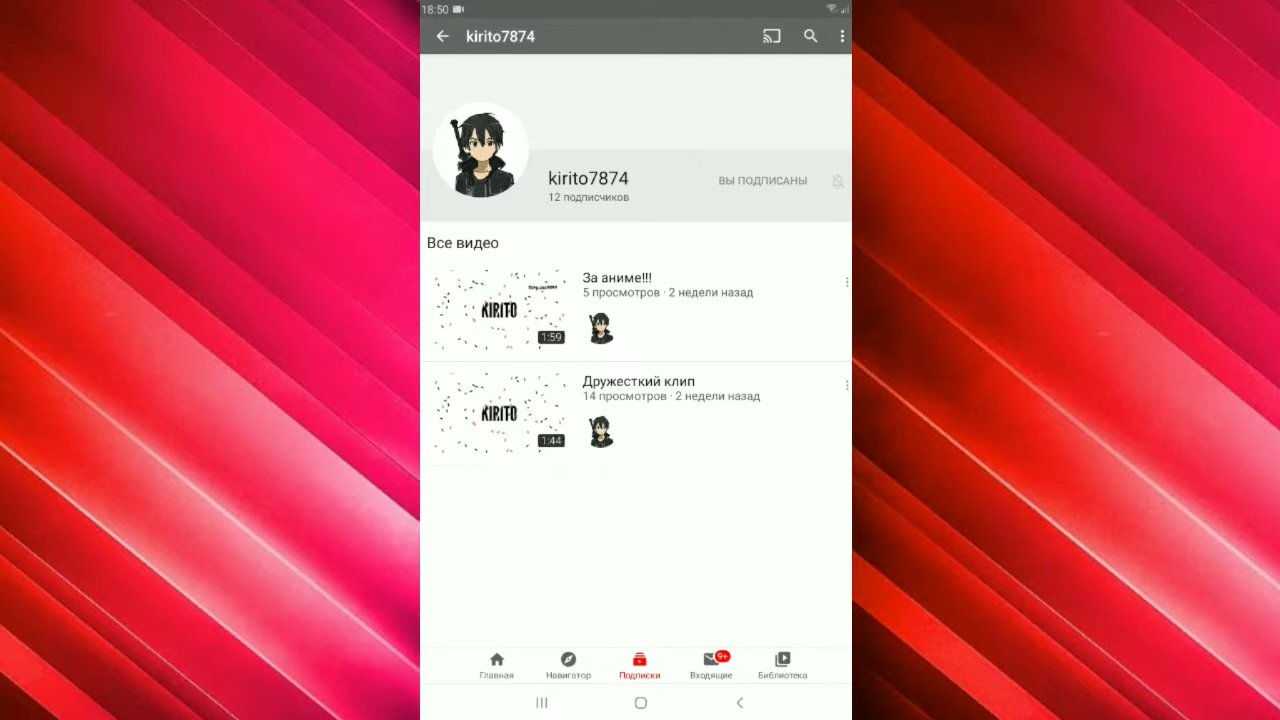 18:50
kirito7874
kirito7874
ВЫ ПОДПИСАНЫ
12 подписчиков
Все видео
За аниме!!!
5 просмотров · 2 недели назад
KIRITO
1:59
Дружесткий клип
14 просмотров · 2 недели назад
KIRITO
1:44
9+
Главная
Навигатор
Подписки
Входящие
Библиотека